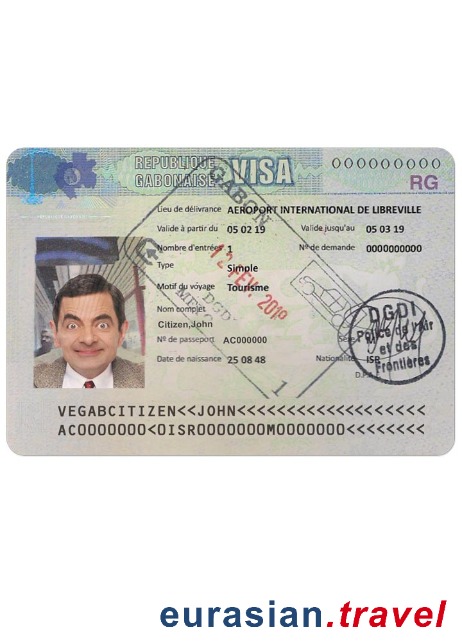 REPUBLIQUE GABONAISE VISA OOOOOOOOO
RG
Lieu de délivrance AEROPORT INTERNATIONAL DE LIBREVILLE
Valide à partir du 05 02 19 Valide jusqu'au 05 03 19
Nombre d'entrées 1 Nº de demande 0000000000
Type Simple
Motif du voyage Tourisme
Nom complet
Citizen,John
Nº de passeport AC000000
Date de naissance 25 08 48 Nationalité ISR
VEGABCITIZEN<<JOHN<<<<<<<<<<<<<<<<<<<<
AC0000000<0ISR0000000M0000000<<<<<<<<
GABON
12 FEV. 2019
DGDI
1
DGDI
Police de l'air
et des
Frontières
eurasian.travel